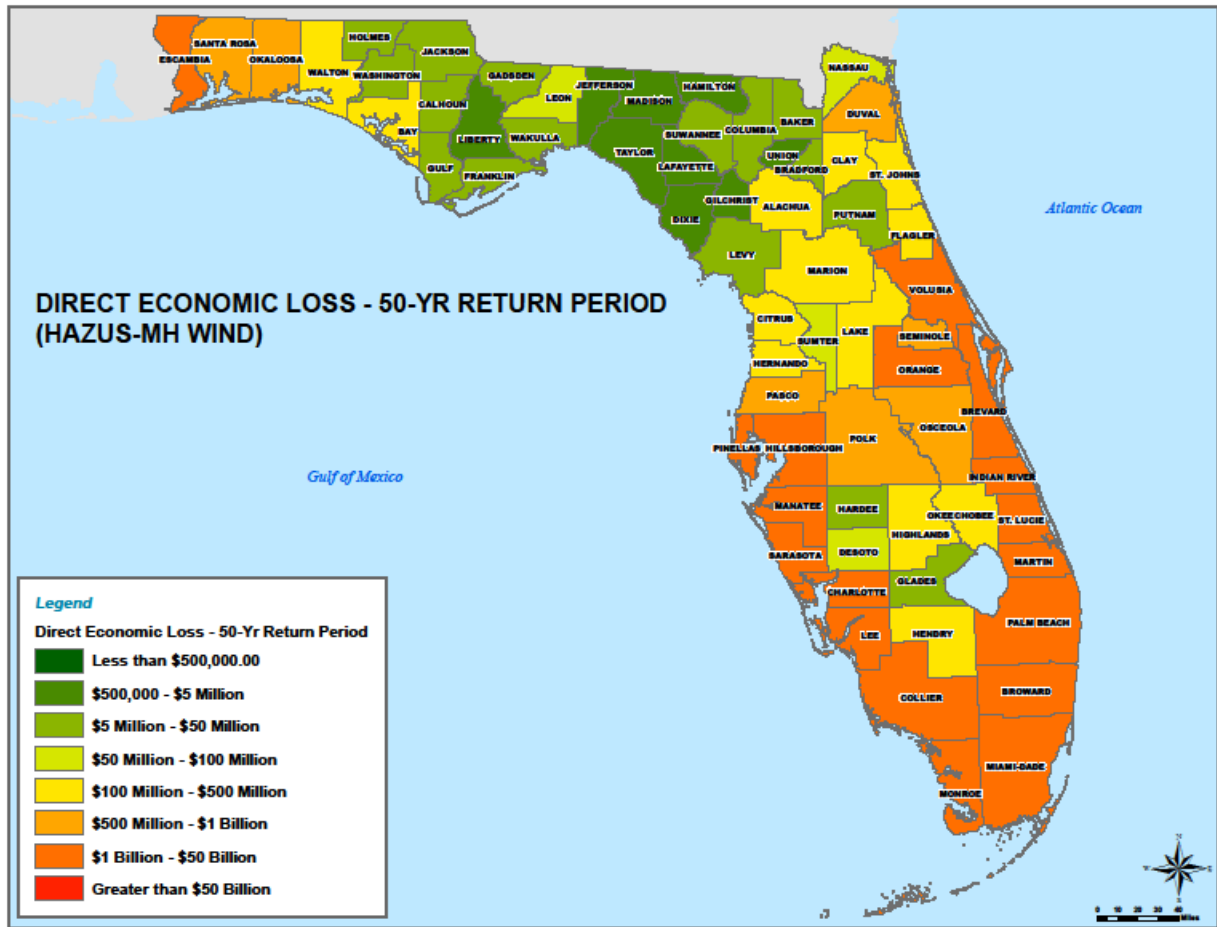 NASSAU
HOLMES
SANTA ROSA
JACKSON
ESCAMBIA
OKALOOSA
WALTON
WASHINGTON
GADSDEN
JEFFERSON
HAMILTON
MADISON
LEON
CALHOUN
DUVAL
BAKER
COLUMBIA
SUWANNEE
BAY
LIBERTY
WAKULLA
TAYLOR
UNION
CLAY
LAFAYETTE
BRADFORD
GULF
FRANKLIN
ST. JOHNS
GILCHRIST
ALACHUA
PUTNAM
DIXIE
Atlantic Ocean
FLAGLER
LEVY
MARION
VOLUSIA
DIRECT ECONOMIC LOSS - 50-YR RETURN PERIOD
(HAZUS-MH WIND)
CITRUS
LAKE
SUMTER
SEMINOLE
HERNANDO
ORANGE
PASCO
BREVARD
OSCEOLA
POLK
PINELLAS
HILLSBOROUGH
Gulf of Mexico
INDIAN RIVER
MANATEE
HARDEE
OKEECHOBEE
ST. LUCIE
HIGHLANDS
SARASOTA
DESOTO
MARTIN
GLADES
CHARLOTTE
PALM BEACH
LEE
HENDRY
BROWARD
COLLIER
MIAMI-DADE
MONROE
Legend
Direct Economic Loss - 50-Yr Return Period
Less than $500,000.00
$500,000 - $5 Million
$5 Million - $50 Million
$50 Million - $100 Million
$100 Million - $500 Million
$500 Million - $1 Billion
$1 Billion - $50 Billion
Greater than $50 Billion
N
W
E
S
0 10 20 30 40
Miles